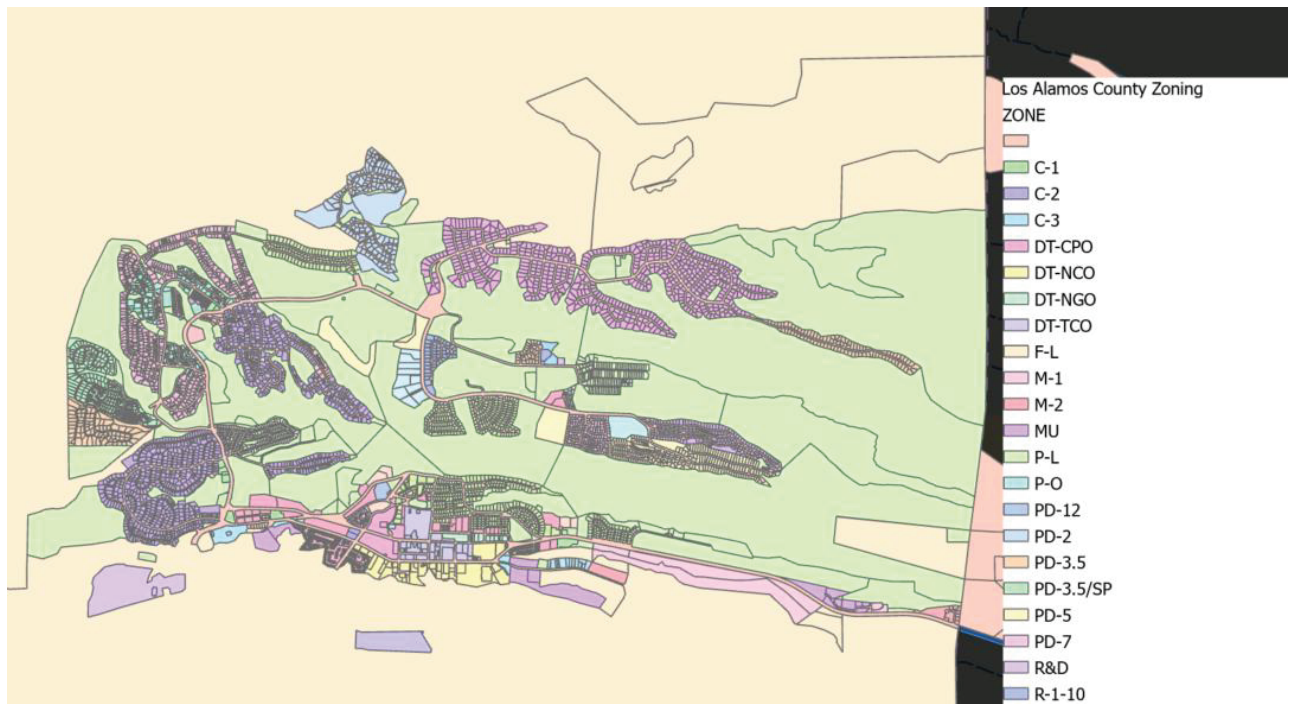 Los Alamos County Zoning
ZONE
C-1
C-2
C-3
DT-CPO
DT-NCO
DT-NGO
DT-TCO
F-L
M-1
M-2
MU
P-L
P-O
PD-12
PD-2
PD-3.5
PD-3.5/SP
PD-5
PD-7
R&D
R-1-10